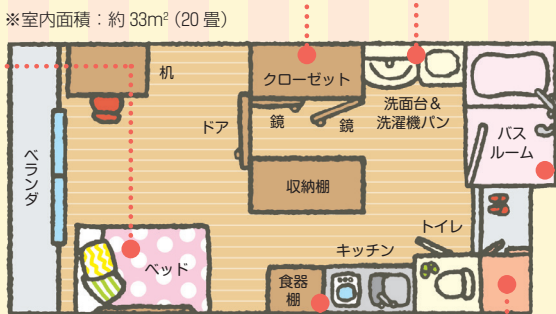 ※室内面積：約33m²（20畳）
机
クローゼット
洗面台＆
洗濯機パン
ドア
鏡
鏡
バス
ルーム
ベランダ
収納棚
トイレ
キッチン
ベッド
食器
棚